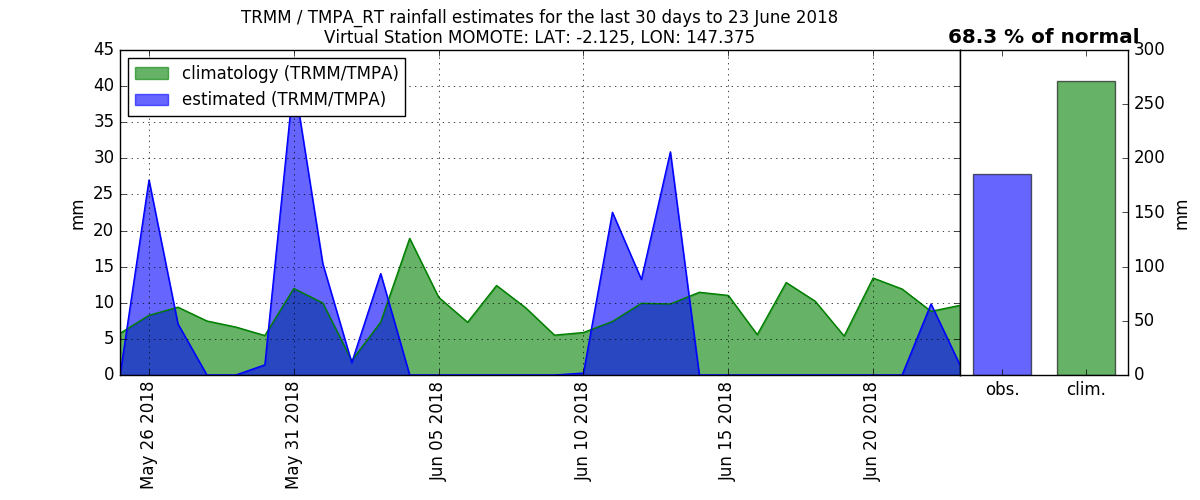 TRMM / TMPA_RT rainfall estimates for the last 30 days to 23 June 2018
Virtual Station MOMOTE: LAT: -2.125, LON: 147.375
68.3 % of normal
climatology (TRMM/TMPA)
estimated (TRMM/TMPA)
45
40
35
30
25
20
15
10
5
0
mm
May 26 2018
May 31 2018
Jun 05 2018
Jun 10 2018
Jun 15 2018
Jun 20 2018
obs.
clim.
300
250
200
150
100
50
0
mm